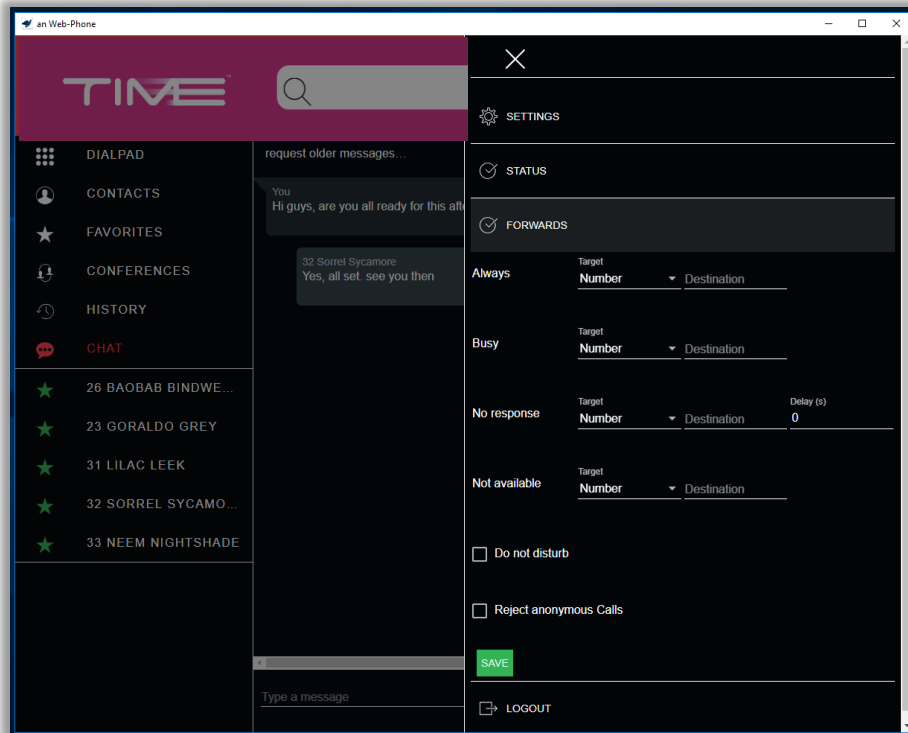 an Web-Phone
TIME™
DIALPAD
CONTACTS
FAVORITES
CONFERENCES
HISTORY
CHAT
26 BAOBAB BINDWE...
23 GORALDO GREY
31 LILAC LEEK
32 SORREL SYCAMO...
33 NEEM NIGHTSHADE
request older messages...
You
Hi guys, are you all ready for this afte
32 Sorrel Sycamore
Yes, all set. see you then
Type a message
SETTINGS
STATUS
FORWARDS
Always
Target
Number
Destination
Busy
Target
Number
Destination
No response
Target
Number
Destination
Delay (s)
0
Not available
Target
Number
Destination
Do not disturb
Reject anonymous Calls
SAVE
LOGOUT